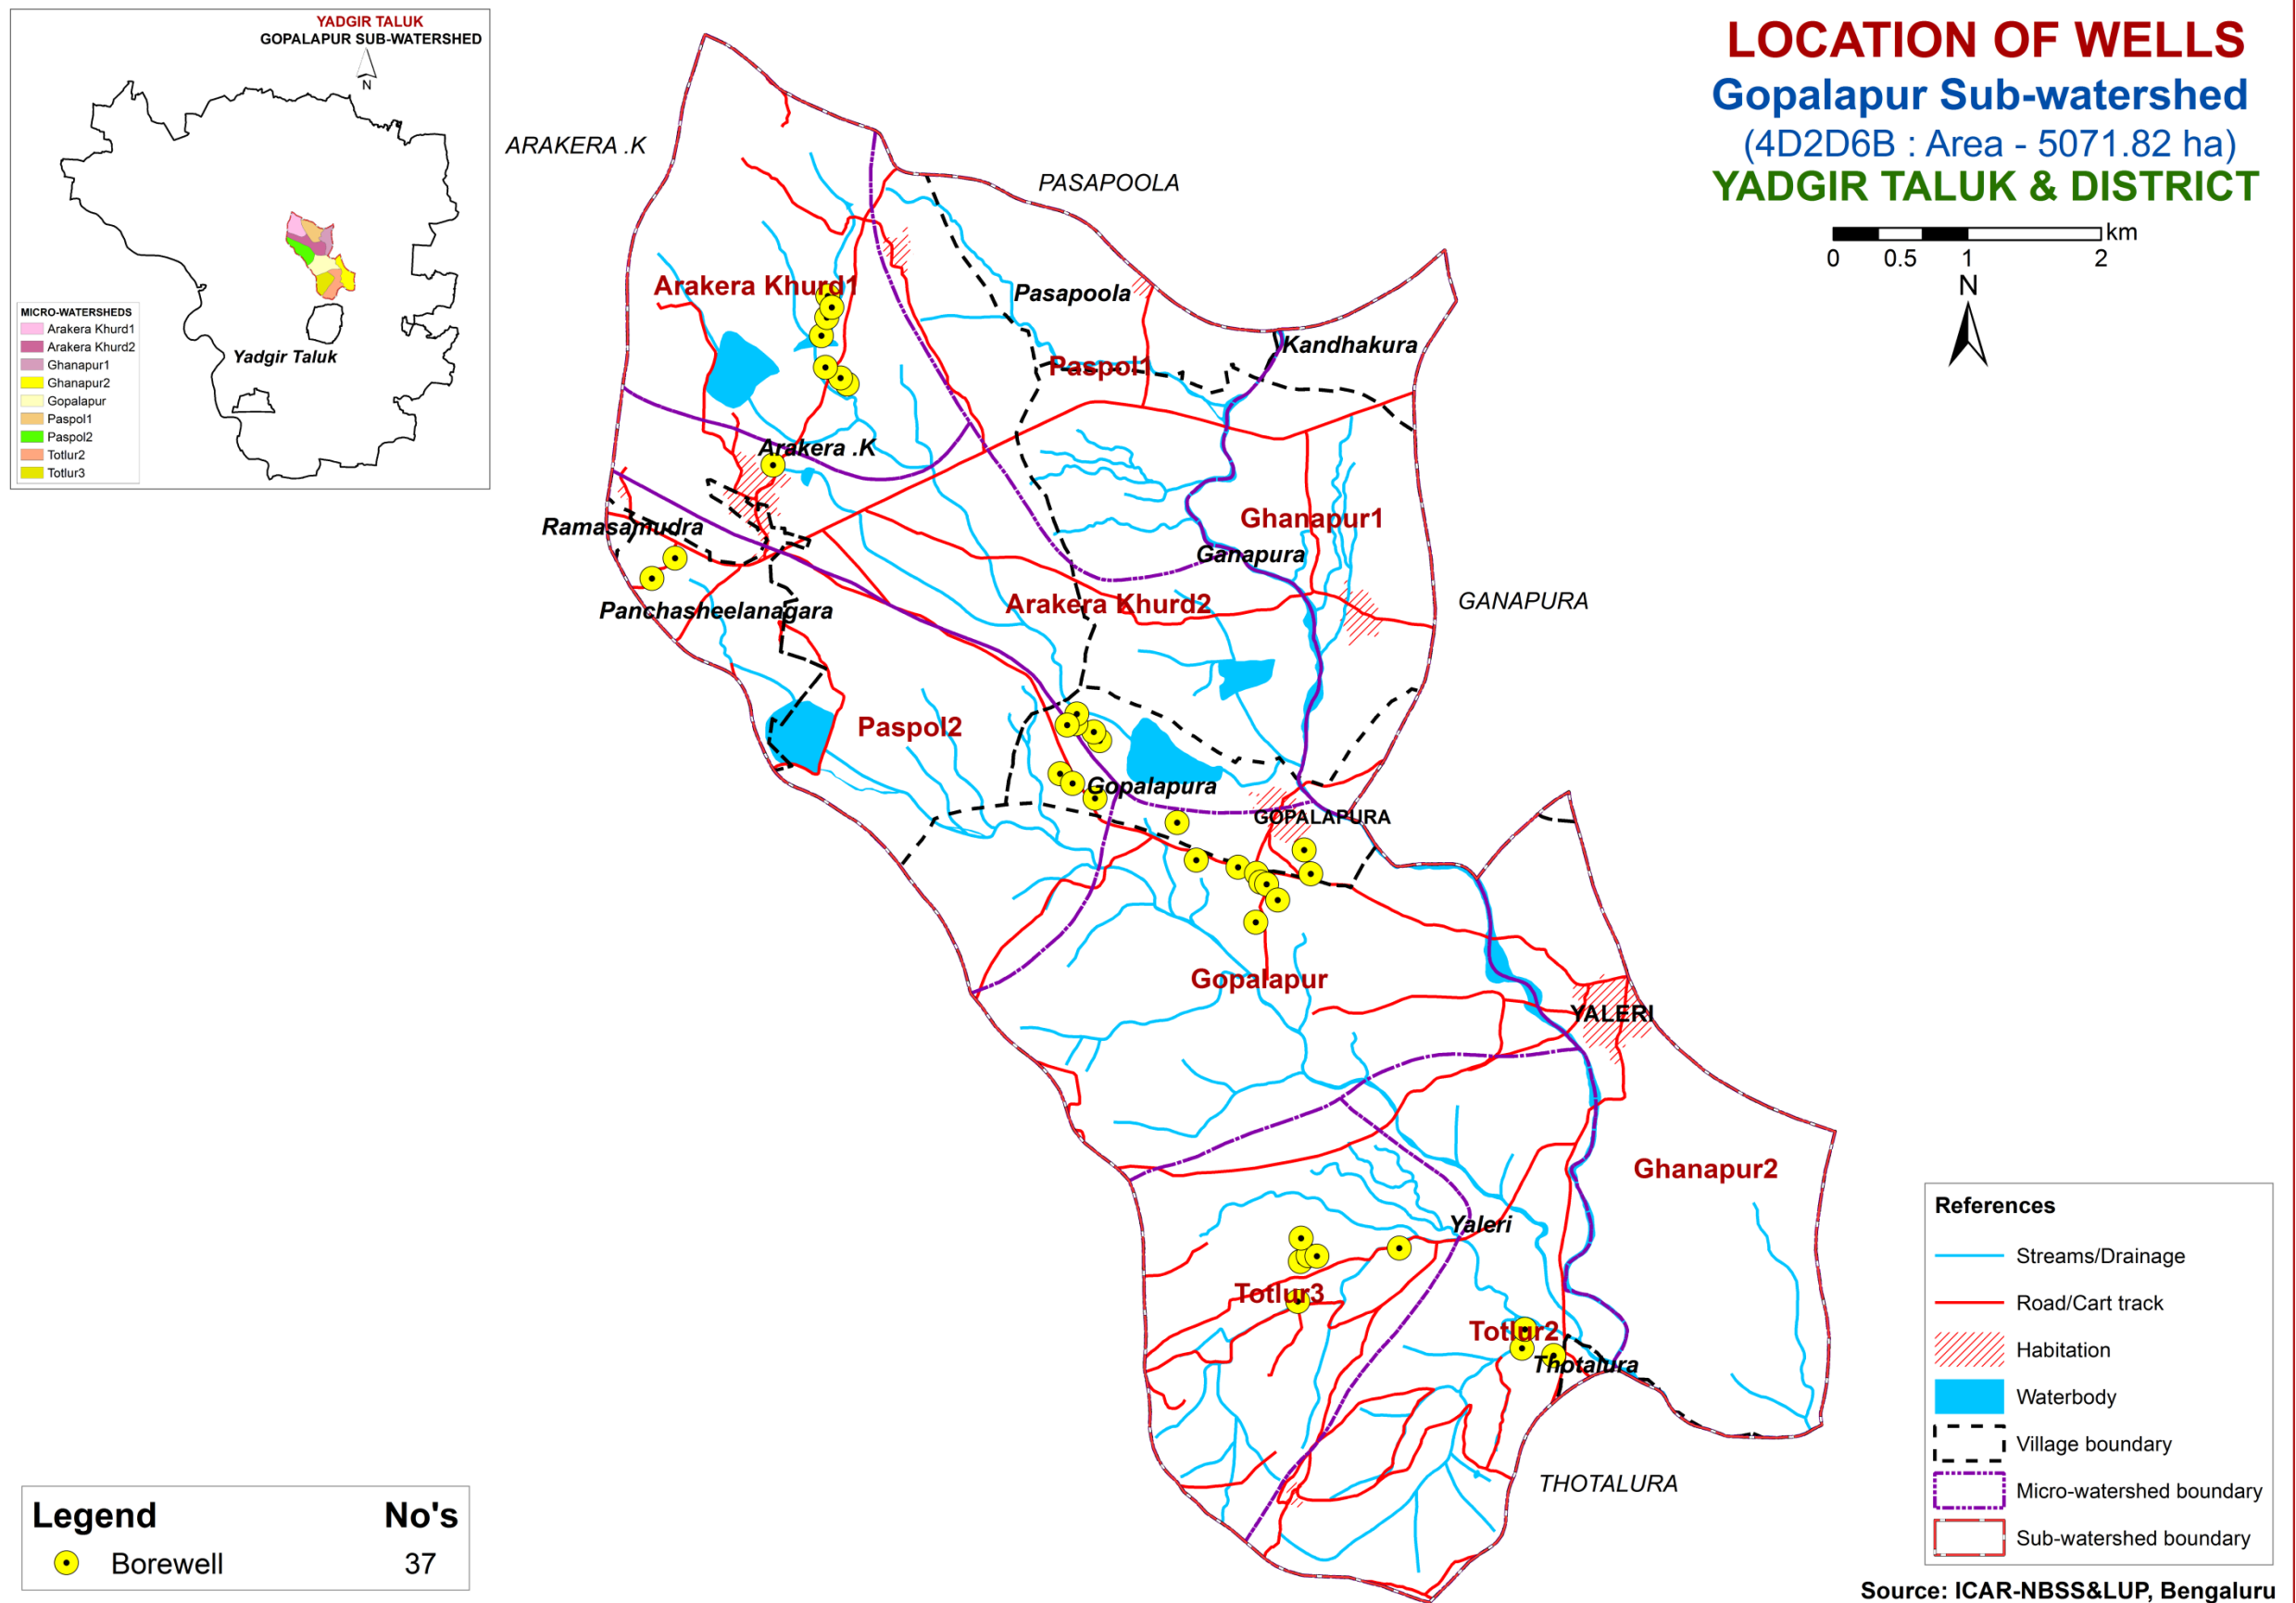 YADGIR TALUK
GOPALAPUR SUB-WATERSHED
N
Yadgir Taluk
MICRO-WATERSHEDS
Arakera Khurd1
Arakera Khurd2
Ghanapur1
Ghanapur2
Gopalapur
Paspol1
Paspol2
Totlur2
Totlur3
LOCATION OF WELLS
Gopalapur Sub-watershed
(4D2D6B : Area - 5071.82 ha)
YADGIR TALUK & DISTRICT
km
0 0.5 1 2
N
ARAKERA .K
PASAPOOLA
Arakera Khurd1
Pasapoola
Kandhakura
Paspol1
Arakera .K
Ghanapur1
Ramasamudra
Ganapura
Arakera Khurd2
GANAPURA
Panchasheelanagara
Paspol2
Gopalapura
GOPALAPURA
Gopalapur
YALERI
Ghanapur2
Yaleri
Totlur3
Totlur2
Thotalura
THOTALURA
References
Streams/Drainage
Road/Cart track
Habitation
Waterbody
Village boundary
Micro-watershed boundary
Sub-watershed boundary
Legend No's
Borewell 37
Source: ICAR-NBSS&LUP, Bengaluru